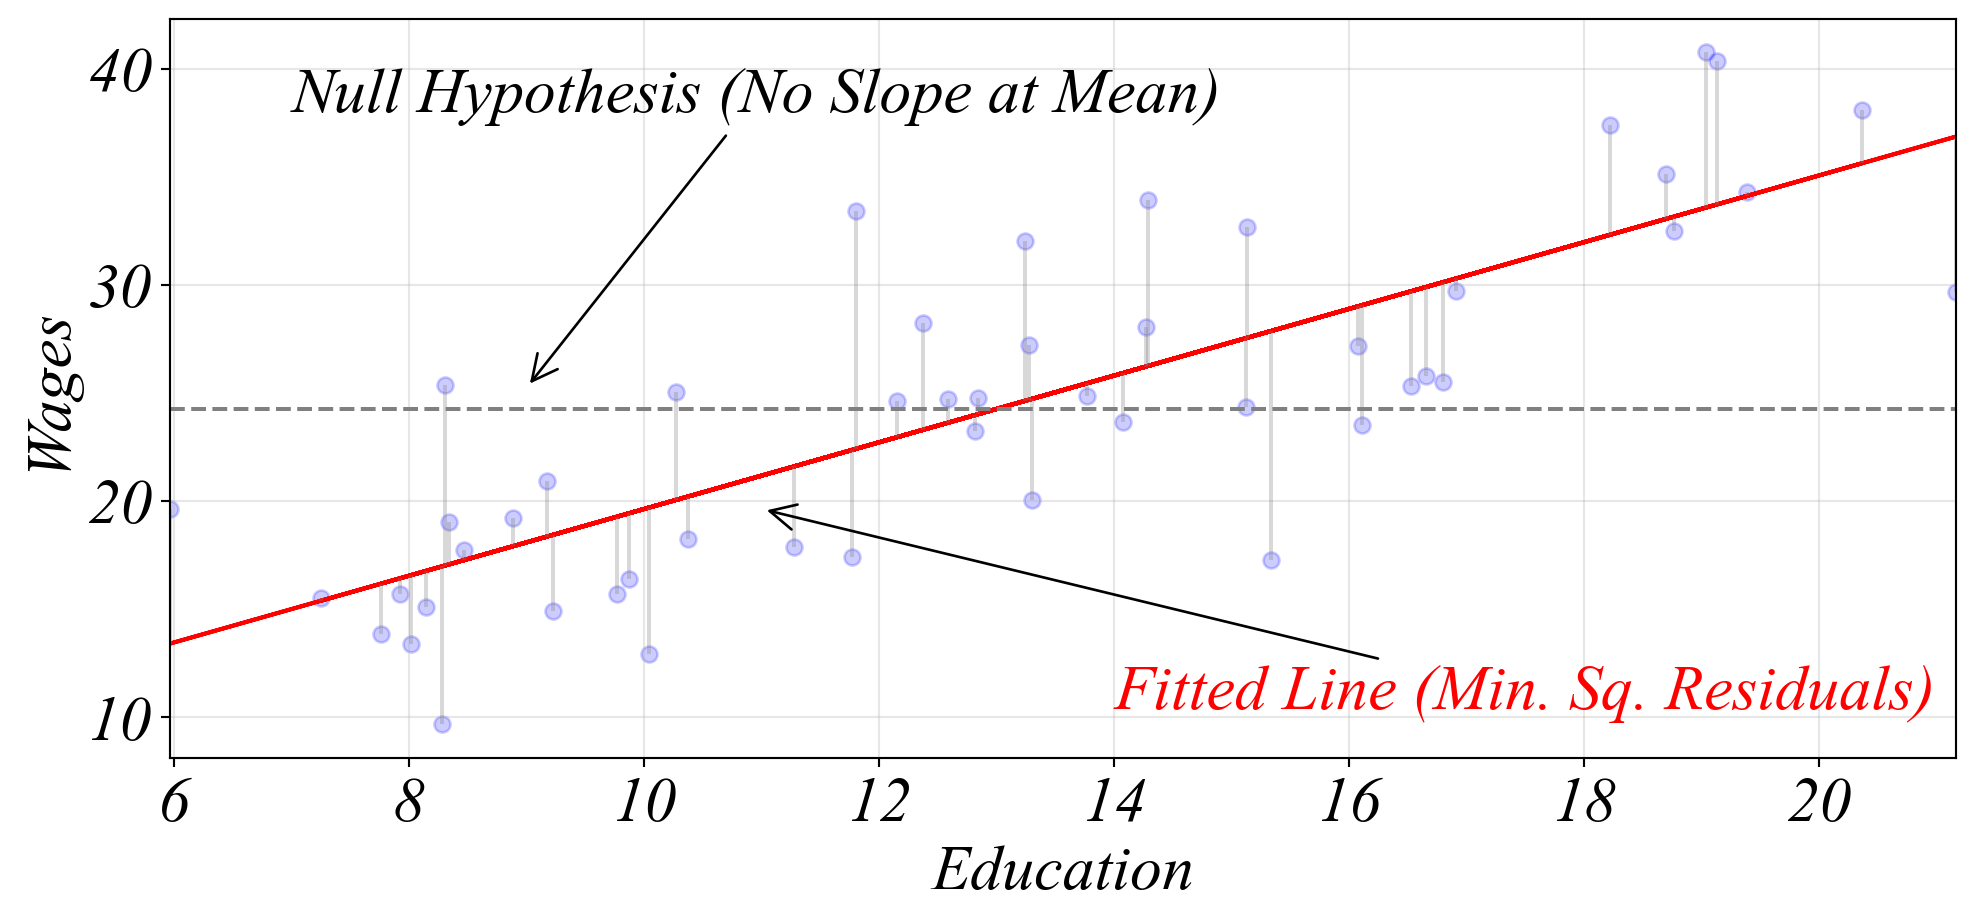 40
Null Hypothesis (No Slope at Mean)
30
Wages
20
10
Fitted Line (Min. Sq. Residuals)
6 8 10 12 14 16 18 20
Education